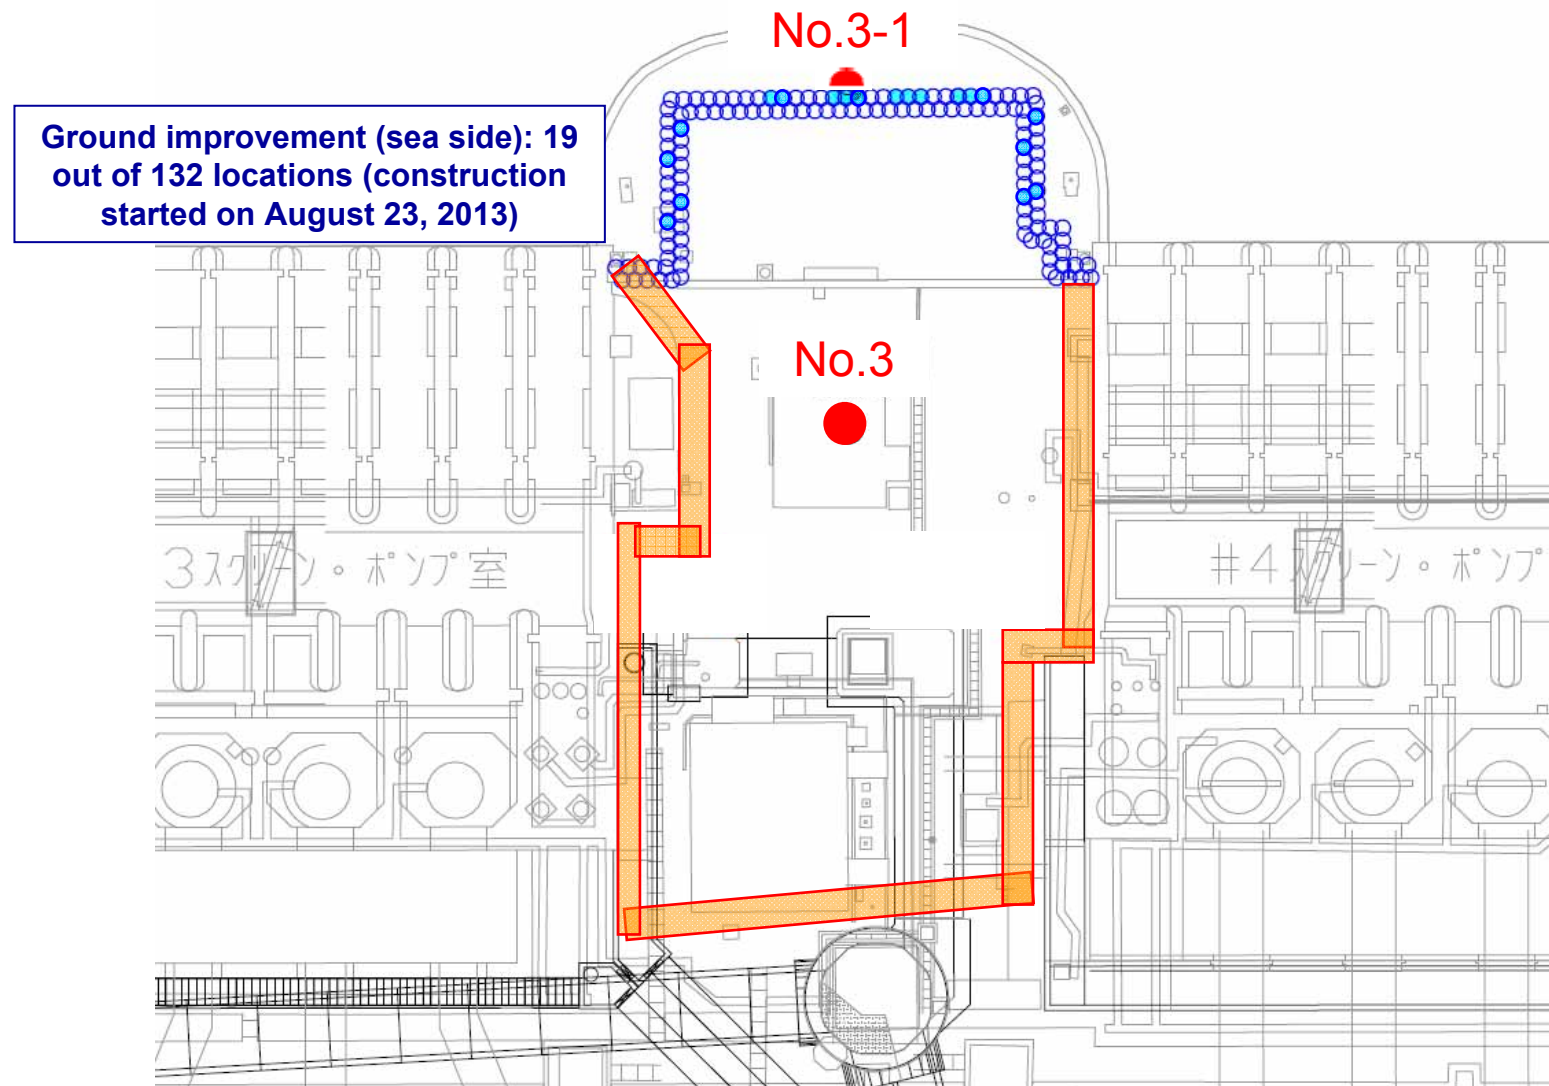 No.3-1
Ground improvement (sea side): 19
out of 132 locations (construction
started on August 23, 2013)
No.3
3スクリーン・ポンプ室
#4スクリーン・ポンプ